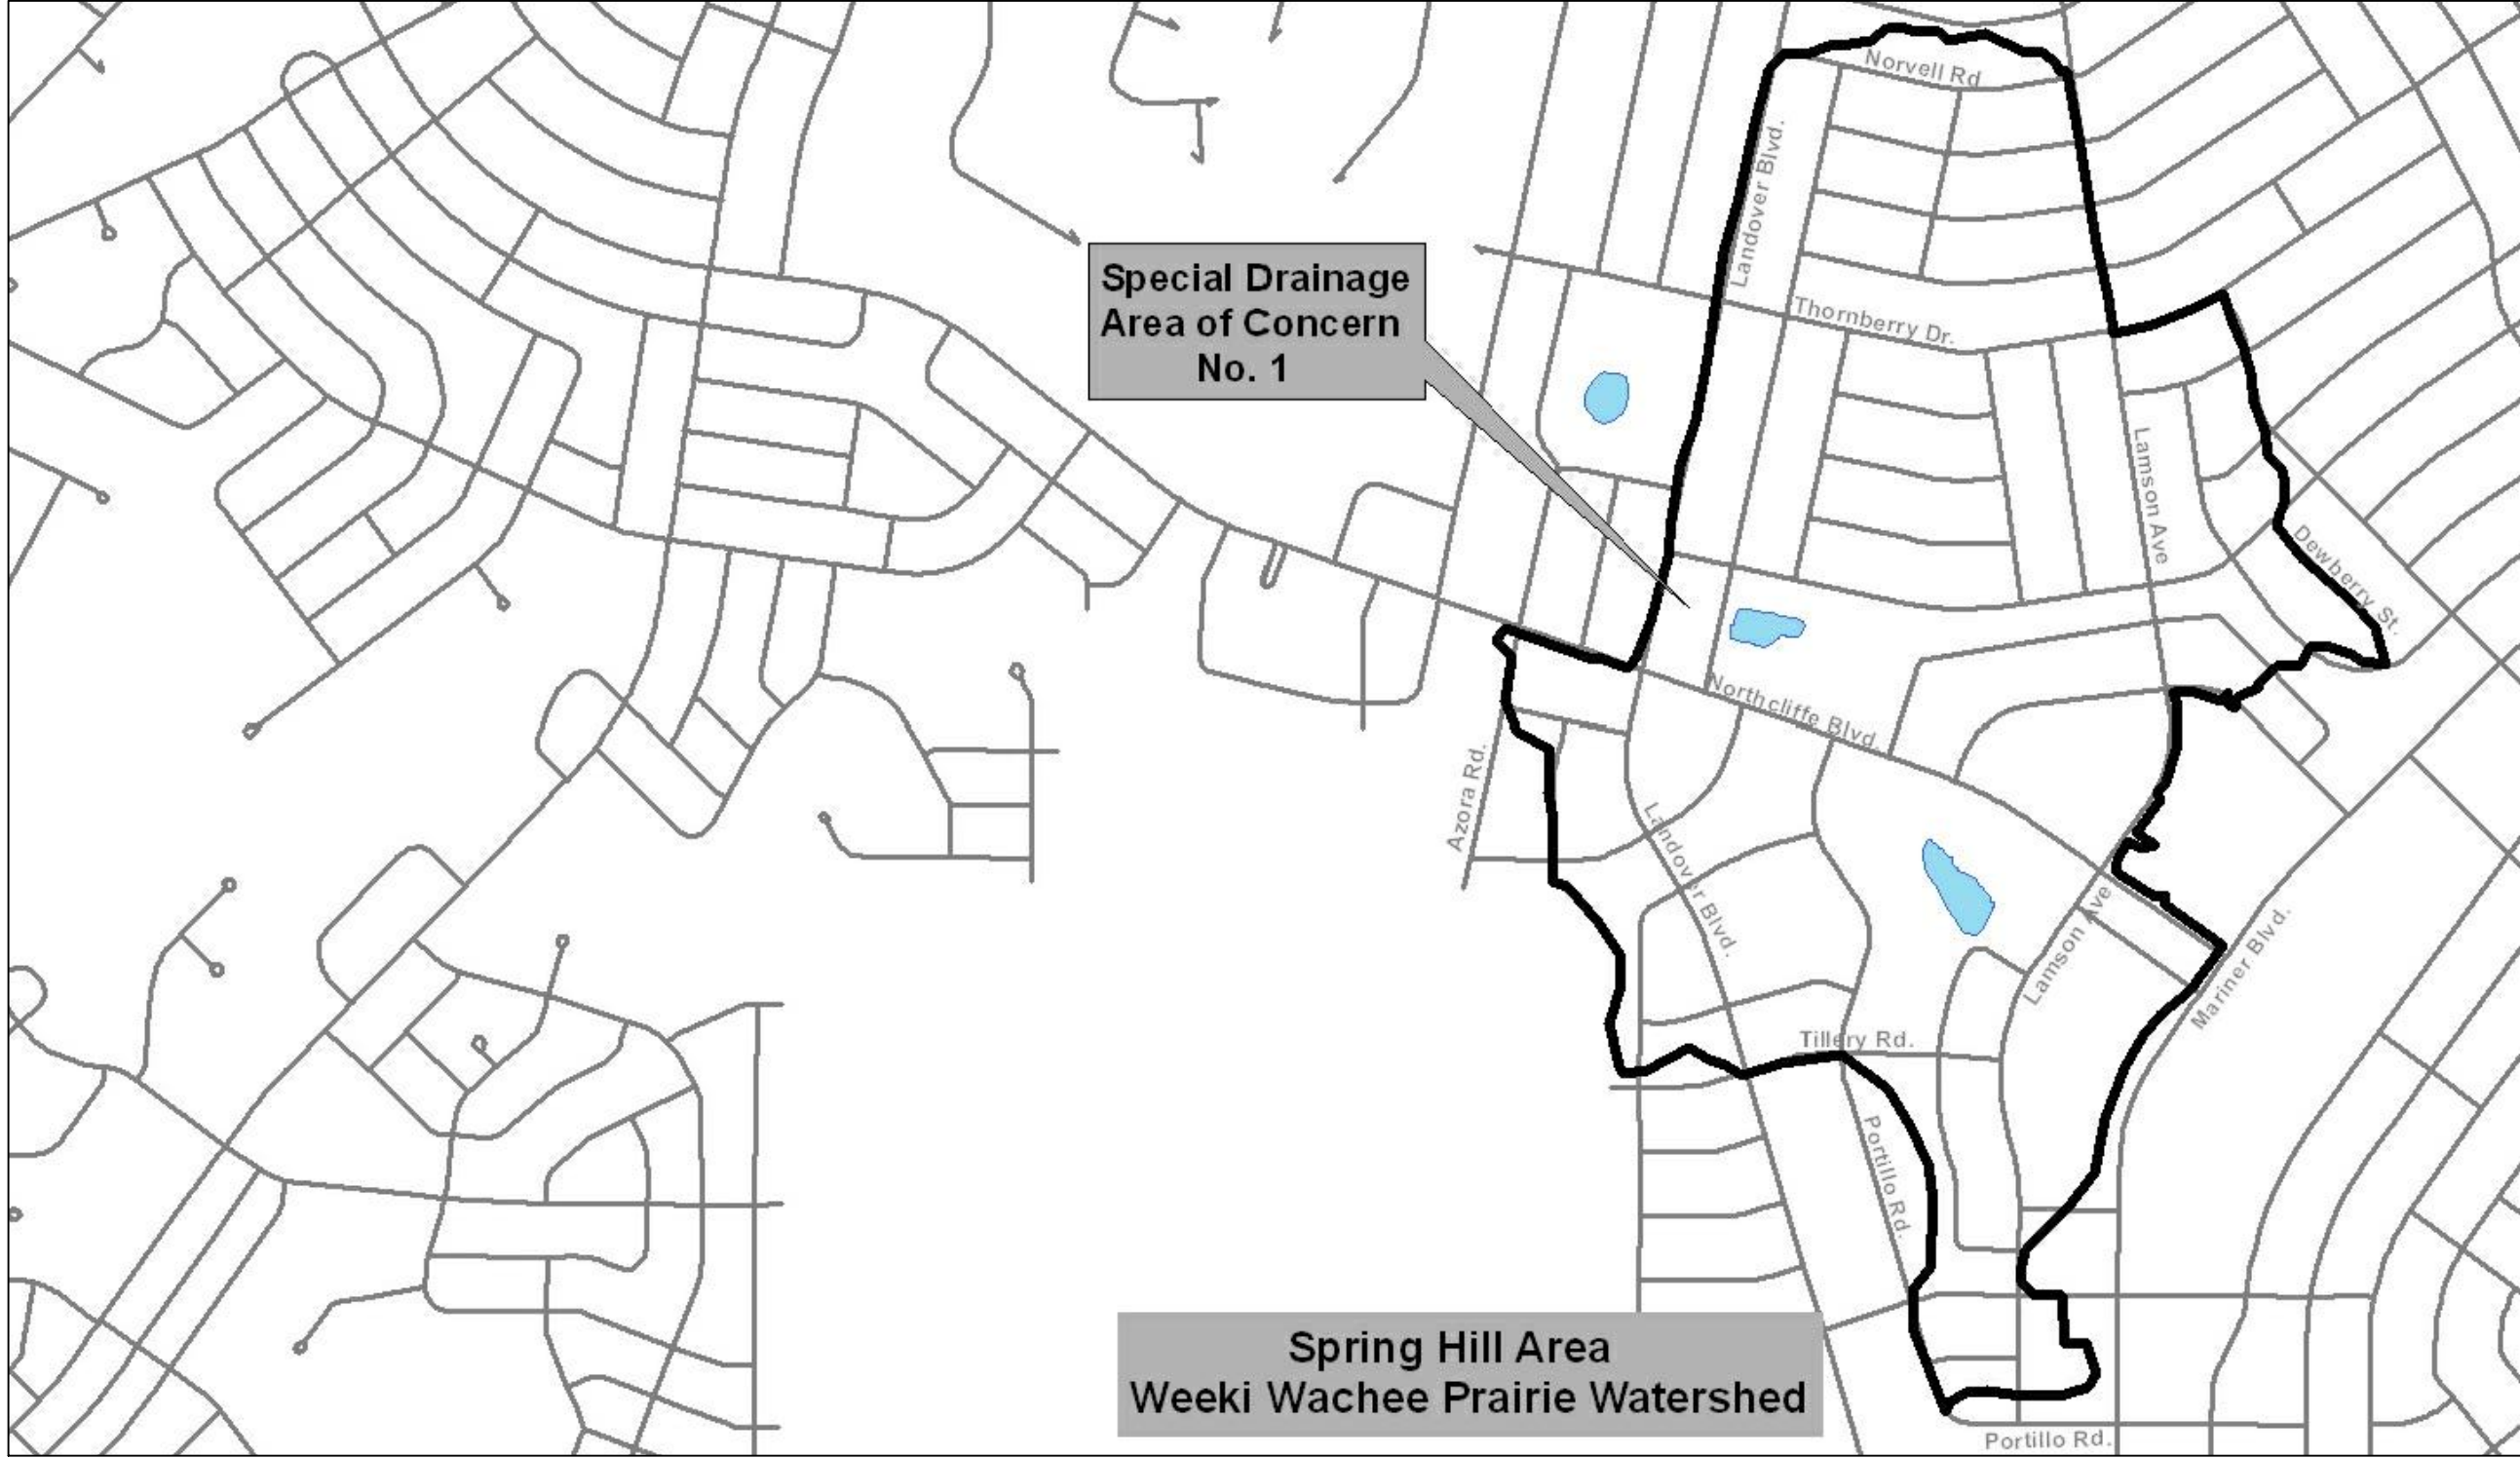 Norvell Rd
Landover Blvd.
Special Drainage
Area of Concern
No. 1
Thornberry Dr.
Lamson Ave
Dewberry St.
Northcliffe Blvd.
Azora Rd.
Landover Blvd.
Lamson Ave
Mariner Blvd.
Tillery Rd.
Portillo Rd.
Spring Hill Area
Weeki Wachee Prairie Watershed
Portillo Rd.